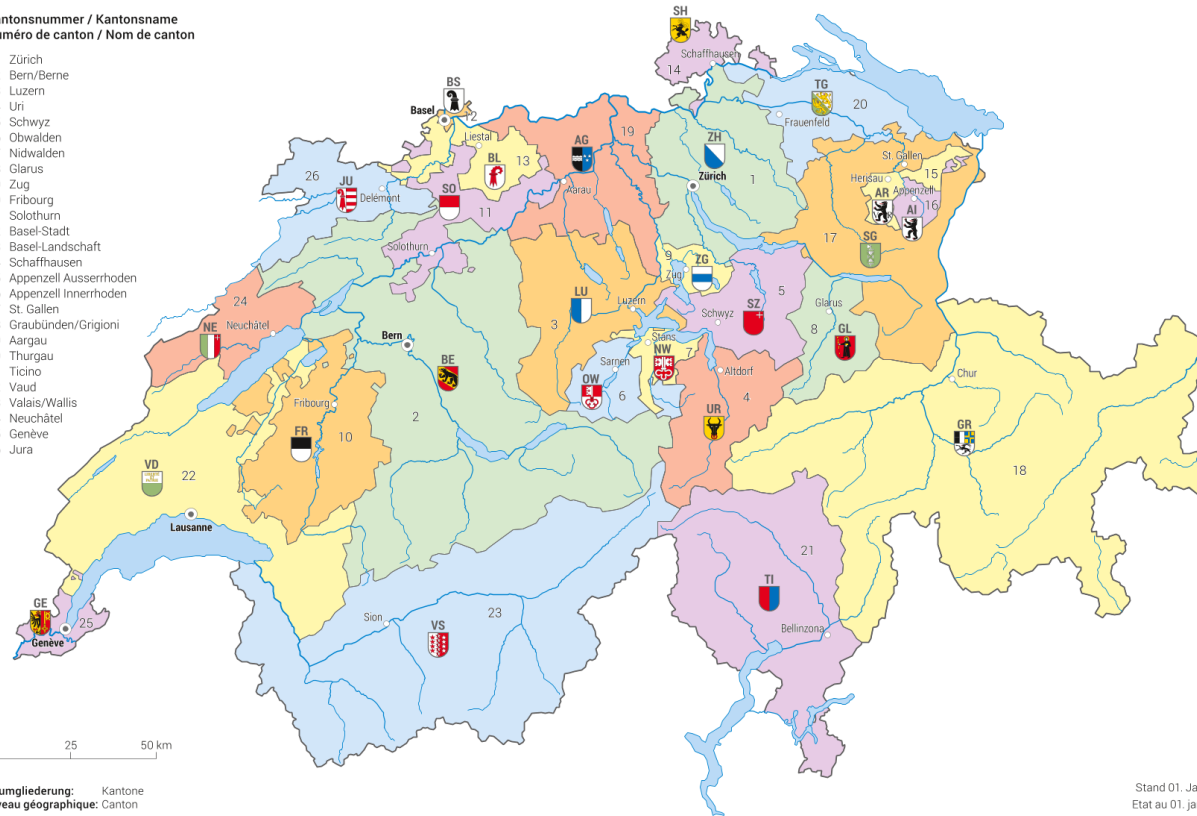 antonsnummer / Kantonsname
uméro de canton / Nom de canton
Zürich
Bern/Berne
Luzern
Uri
Schwyz
Obwalden
Nidwalden
Glarus
Zug
Fribourg
Solothurn
Basel-Stadt
Basel-Landschaft
Schaffhausen
Appenzell Ausserrhoden
Appenzell Innerrhoden
St. Gallen
Graubünden/Grigioni
Aargau
Thurgau
Ticino
Vaud
Valais/Wallis
Neuchâtel
Genève
Jura
SH
Schaffhausen
14
BS
Basel
12
TG
20
Frauenfeld
Liestal
BL
13
AG
19
Aarau
ZH
Zürich
1
St. Gallen
Herisau
15
AR
Appenzell
AI
16
17
SG
26
JU
Delémont
SO
11
Solothurn
9
Zug
ZG
LU
Luzern
3
5
Schwyz
SZ
Glarus
8
GL
24
NE
Neuchâtel
Bern
BE
2
Stans
NW
7
Sarnen
OW
6
Altdorf
4
UR
Chur
GR
18
Fribourg
FR
10
VD
22
Lausanne
21
TI
Bellinzona
GE
25
Genève
Sion
23
VS
25
50 km
umgliederung: Kantone
veau géographique: Canton
Stand 01. Ja
Etat au 01. jan